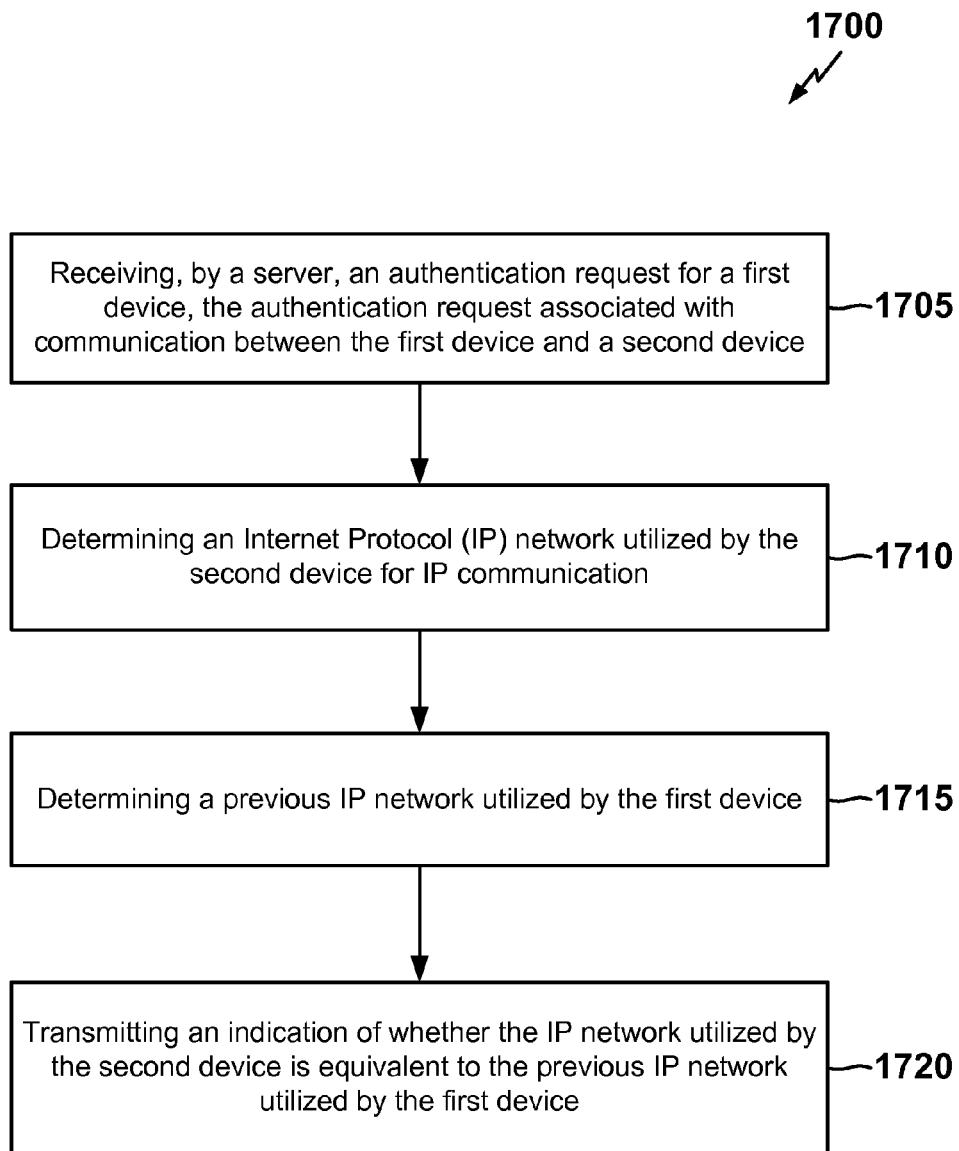 1700
Receiving, by a server, an authentication request for a first
device, the authentication request associated with
communication between the first device and a second device
1705
Determining an Internet Protocol (IP) network utilized by the
second device for IP communication
1710
Determining a previous IP network utilized by the first device
1715
Transmitting an indication of whether the IP network utilized by
the second device is equivalent to the previous IP network
utilized by the first device
1720